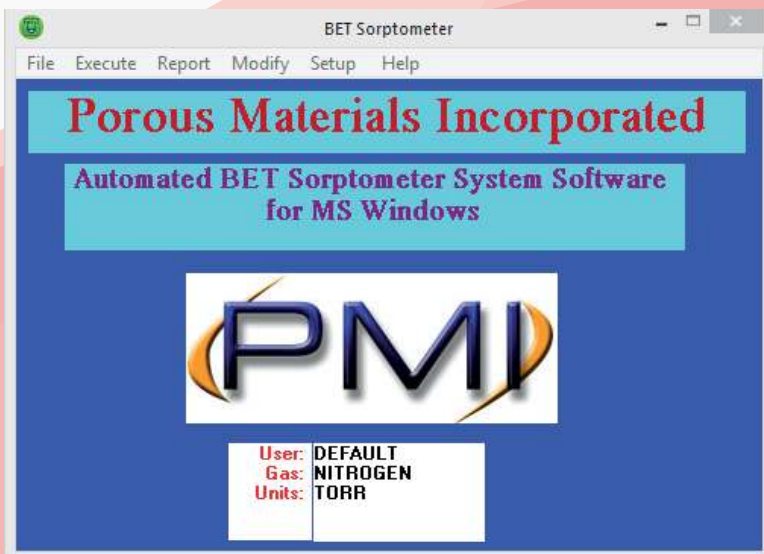 BET Sorptometer
File Execute Report Modify Setup Help
Porous Materials Incorporated
Automated BET Sorptometer System Software
for MS Windows
PMI
User: DEFAULT
Gas: NITROGEN
Units: TORR